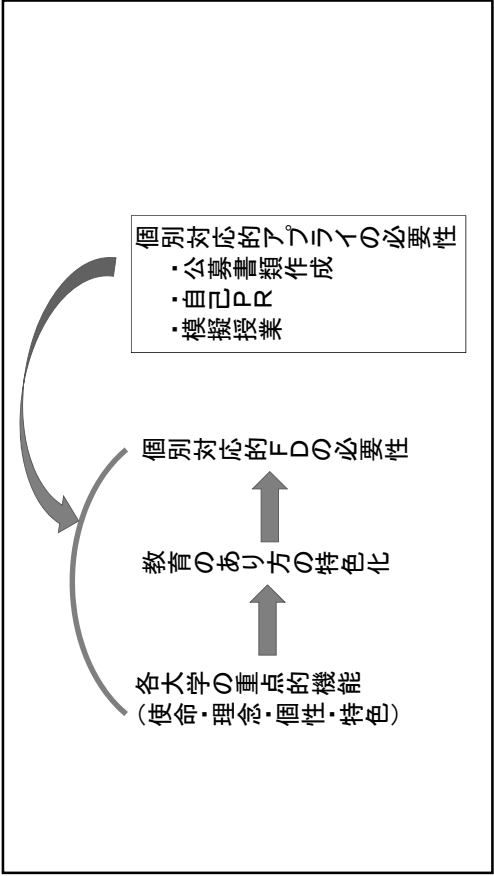 各大学の重点的機能
（使命・理念・個性・特色）
教育のあり方の特色化
個別対応的ＦＤの必要性
個別対応的アプライの必要性
・公募書類作成
・自己ＰＲ
・模擬授業